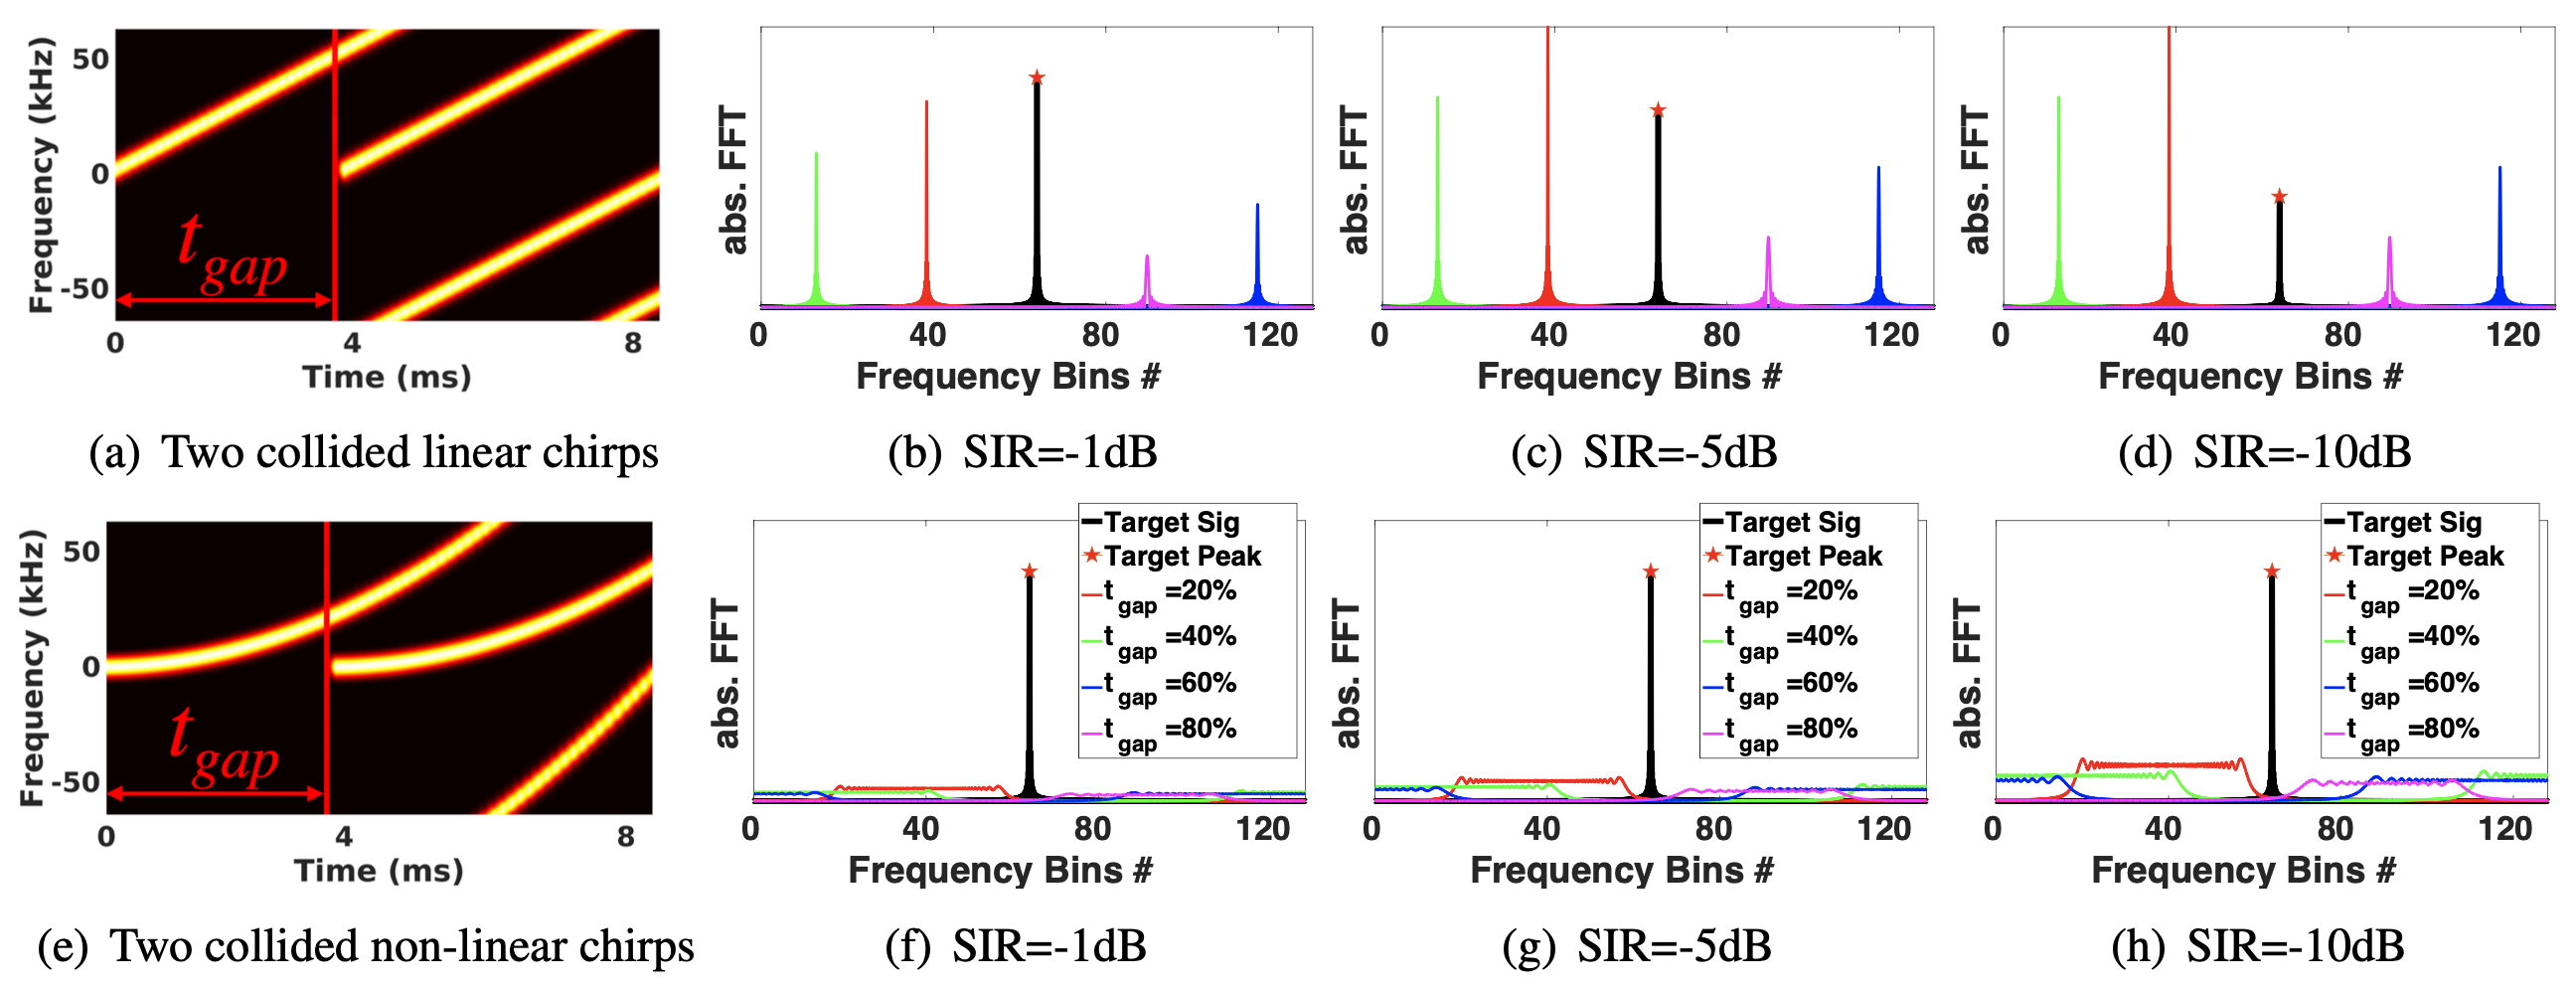 Frequency (kHz)
50
0
-50
t gap
0 4 8
Time (ms)
(a) Two collided linear chirps
abs. FFT
0 40 80 120
Frequency Bins #
(b) SIR=-1dB
abs. FFT
0 40 80 120
Frequency Bins #
(c) SIR=-5dB
abs. FFT
0 40 80 120
Frequency Bins #
(d) SIR=-10dB
Frequency (kHz)
50
0
-50
t gap
0 4 8
Time (ms)
(e) Two collided non-linear chirps
abs. FFT
Target Sig
Target Peak
t gap =20%
t gap =40%
t gap =60%
t gap =80%
0 40 80 120
Frequency Bins #
(f) SIR=-1dB
abs. FFT
Target Sig
Target Peak
t gap =20%
t gap =40%
t gap =60%
t gap =80%
0 40 80 120
Frequency Bins #
(g) SIR=-5dB
abs. FFT
Target Sig
Target Peak
t gap =20%
t gap =40%
t gap =60%
t gap =80%
0 40 80 120
Frequency Bins #
(h) SIR=-10dB